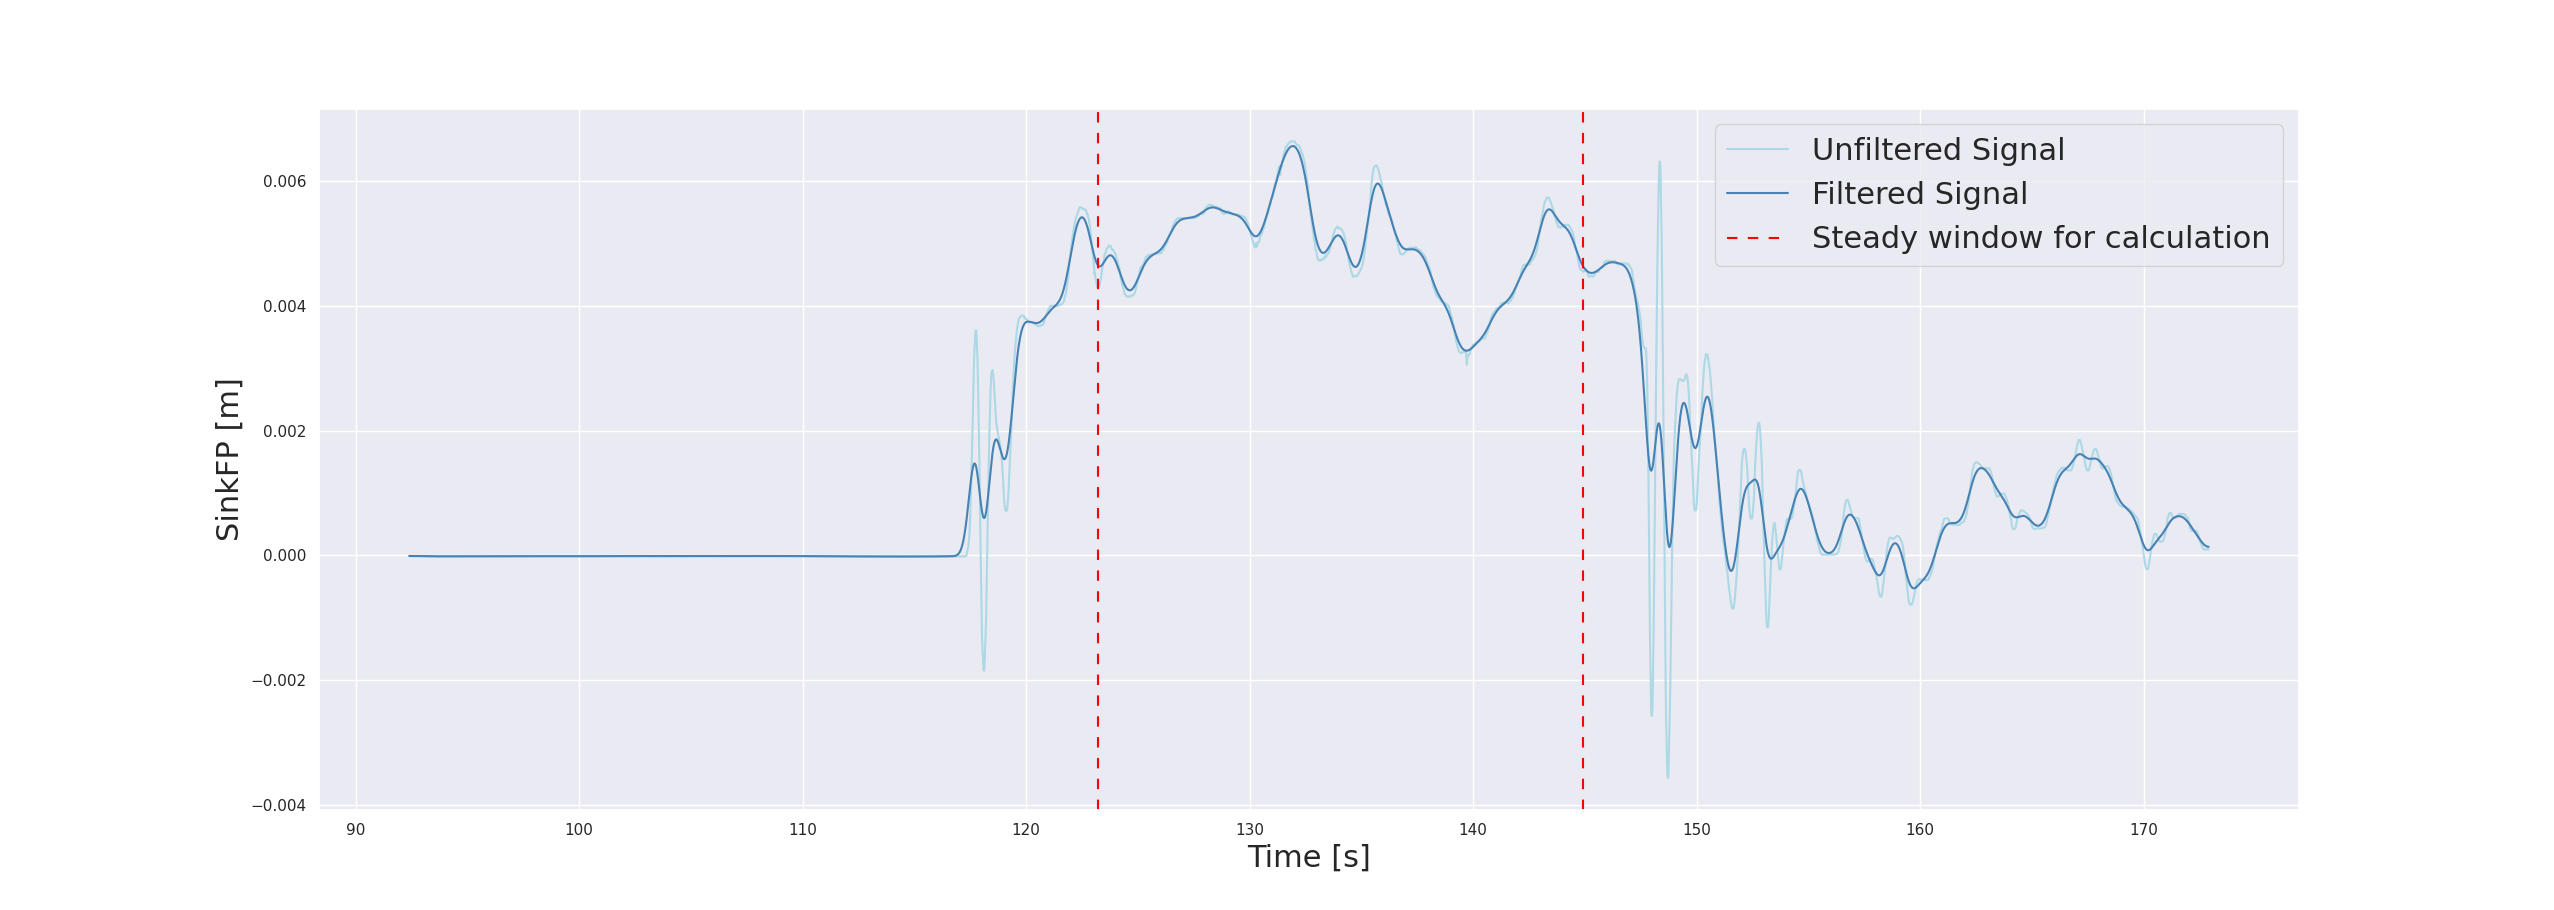 Unfiltered Signal
Filtered Signal
Steady window for calculation
0.006
0.004
0.002
0.000
−0.002
−0.004
SinkFP [m]
90 100 110 120 130 140 150 160 170
Time [s]